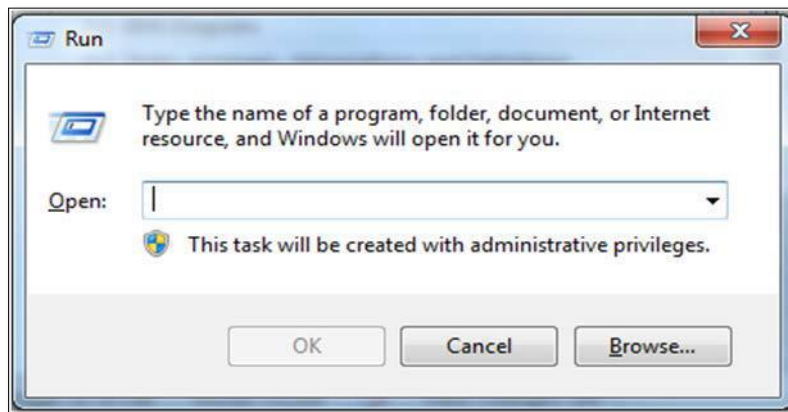 Run
Type the name of a program, folder, document, or Internet
resource, and Windows will open it for you.
Open:
This task will be created with administrative privileges.
OK
Cancel
Browse...